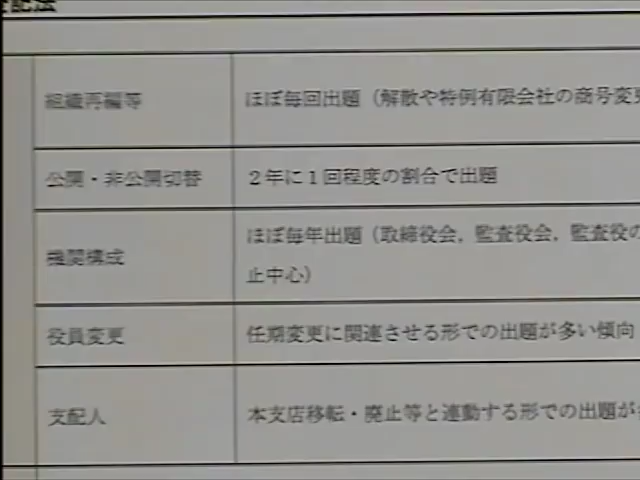 登記法
組織再編等
ほぼ毎回出題（解散や特例有限会社の商号変更
公開・非公開切替
２年に１回程度の割合で出題
機関構成
ほぼ毎年出題（取締役会，監査役会，監査役の
止中心）
役員変更
任期変更に関連させる形での出題が多い傾向
支配人
本支店移転・廃止等と連動する形での出題が